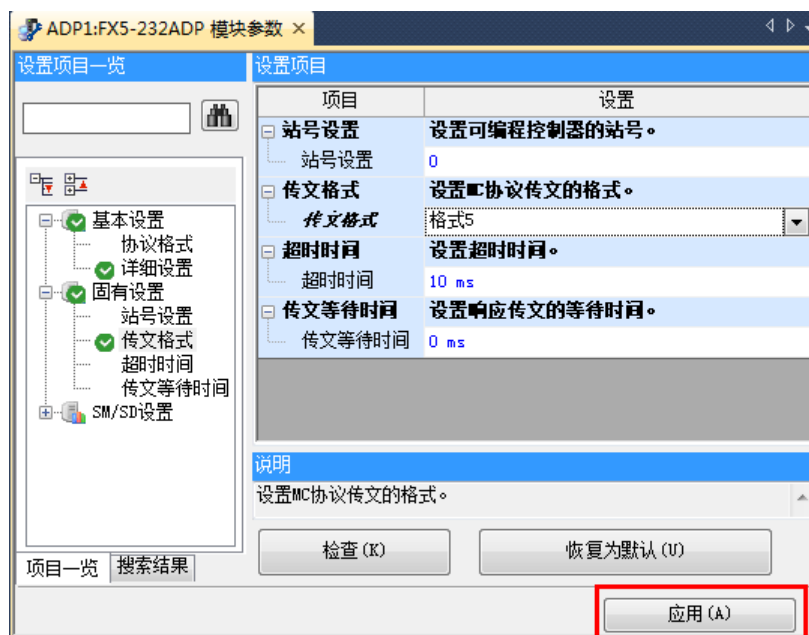 ADP1:FX5-232ADP 模块参数
设置项目一览
设置项目
项目
设置
站号设置
设置可编程控制器的站号。
站号设置
0
传文格式
设置MC协议传文的格式。
传文格式
格式5
超时时间
设置超时时间。
超时时间
10 ms
传文等待时间
设置响应传文的等待时间。
传文等待时间
0 ms
基本设置
协议格式
详细设置
固有设置
站号设置
传文格式
超时时间
传文等待时间
SM/SD设置
说明
设置MC协议传文的格式。
检查(K)
恢复为默认(U)
项目一览
搜索结果
应用(A)